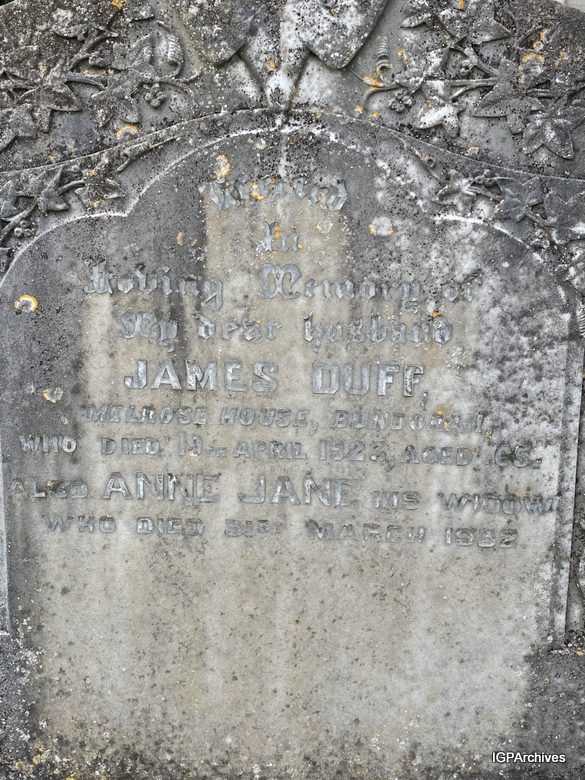 Erected
In
Loving Memory of
My dear husband
JAMES DUFF,
MELROSE HOUSE, BUNDORAN,
WHO DIED 19TH APRIL 1923, AGED 66.
ALSO ANNE JANE HIS WIDOW
WHO DIED 31ST MARCH 1932
IGPArchives